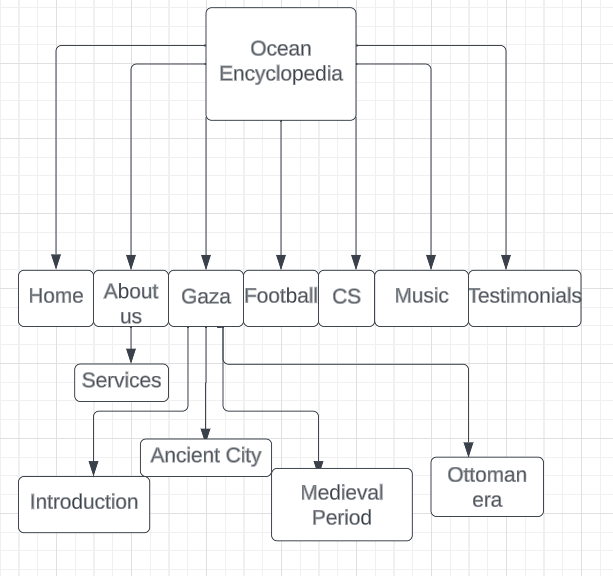 Ocean
Encyclopedia
Home
About
us
Gaza
Football
CS
Music
Testimonials
Services
Ancient City
Introduction
Medieval
Period
Ottoman
era